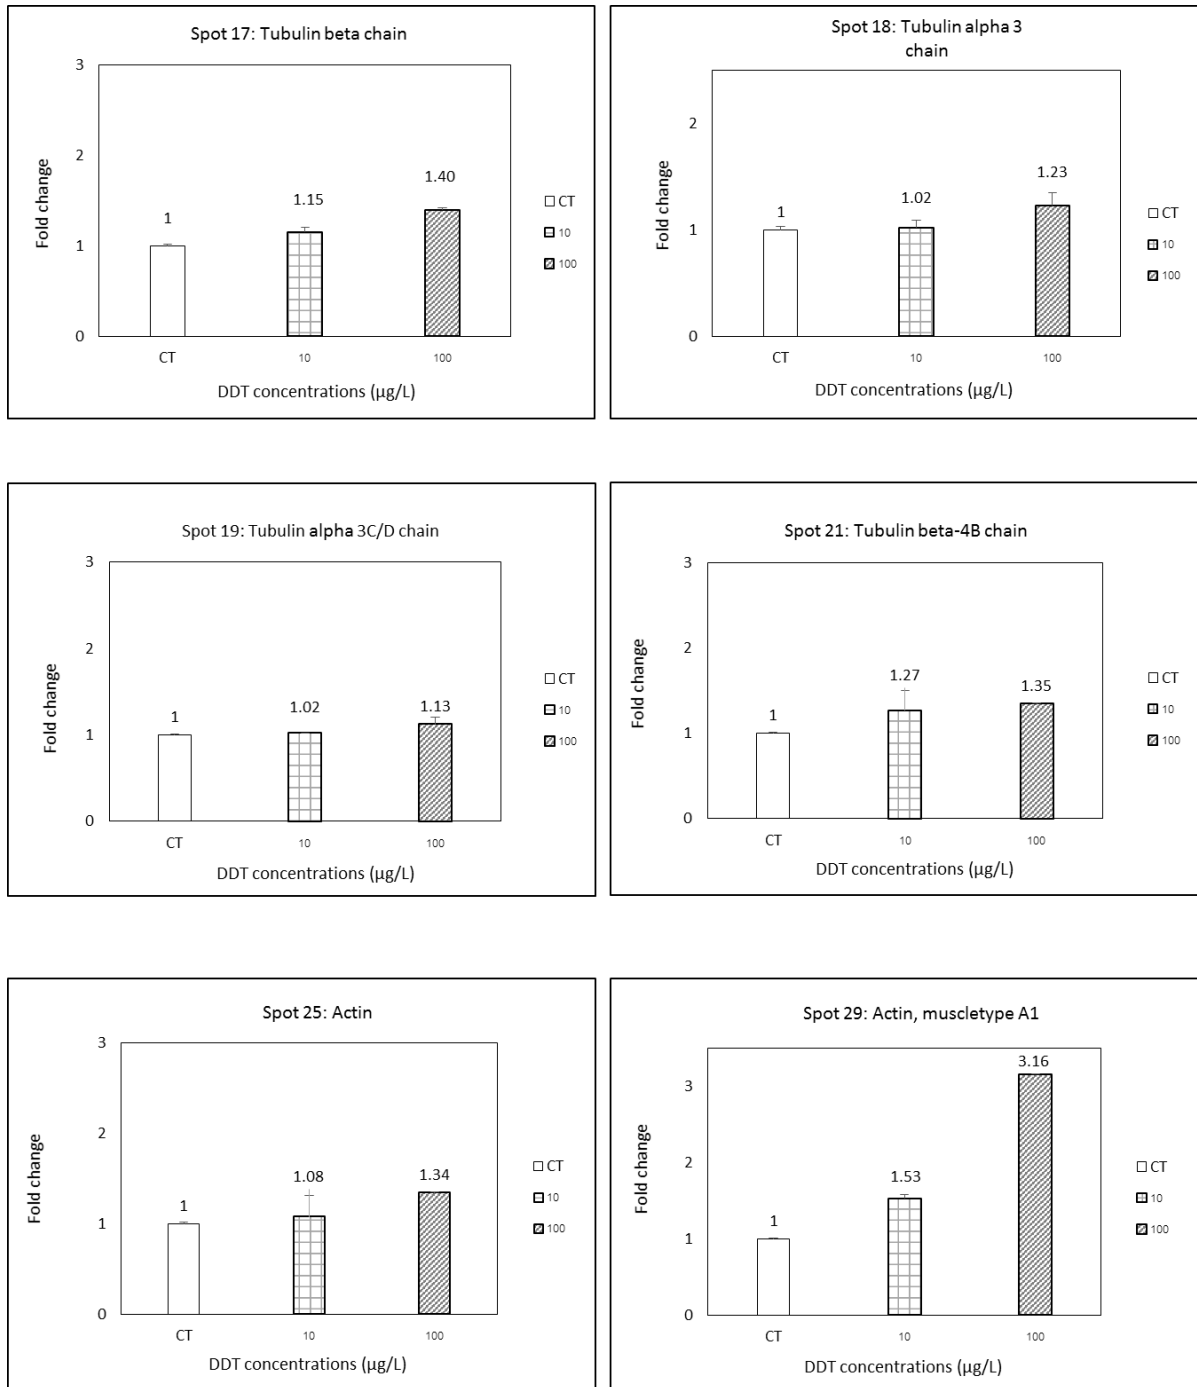 Spot 17: Tubulin beta chain
3
2
1
0
Fold change
1
1.15
1.40
CT
10
100
CT
10
100
DDT concentrations (µg/L)
Spot 18: Tubulin alpha 3
chain
2
1
0
Fold change
1
1.02
1.23
CT
10
100
CT
10
100
DDT concentrations (µg/L)
Spot 19: Tubulin alpha 3C/D chain
3
2
1
0
Fold change
1
1.02
1.13
CT
10
100
CT
10
100
DDT concentrations (µg/L)
Spot 21: Tubulin beta-4B chain
3
2
1
0
Fold change
1
1.27
1.35
CT
10
100
CT
10
100
DDT concentrations (µg/L)
Spot 25: Actin
3
2
1
0
Fold change
1
1.08
1.34
CT
10
100
CT
10
100
DDT concentrations (µg/L)
Spot 29: Actin, muscletype A1
3
2
1
0
Fold change
1
1.53
3.16
CT
10
100
CT
10
100
DDT concentrations (µg/L)